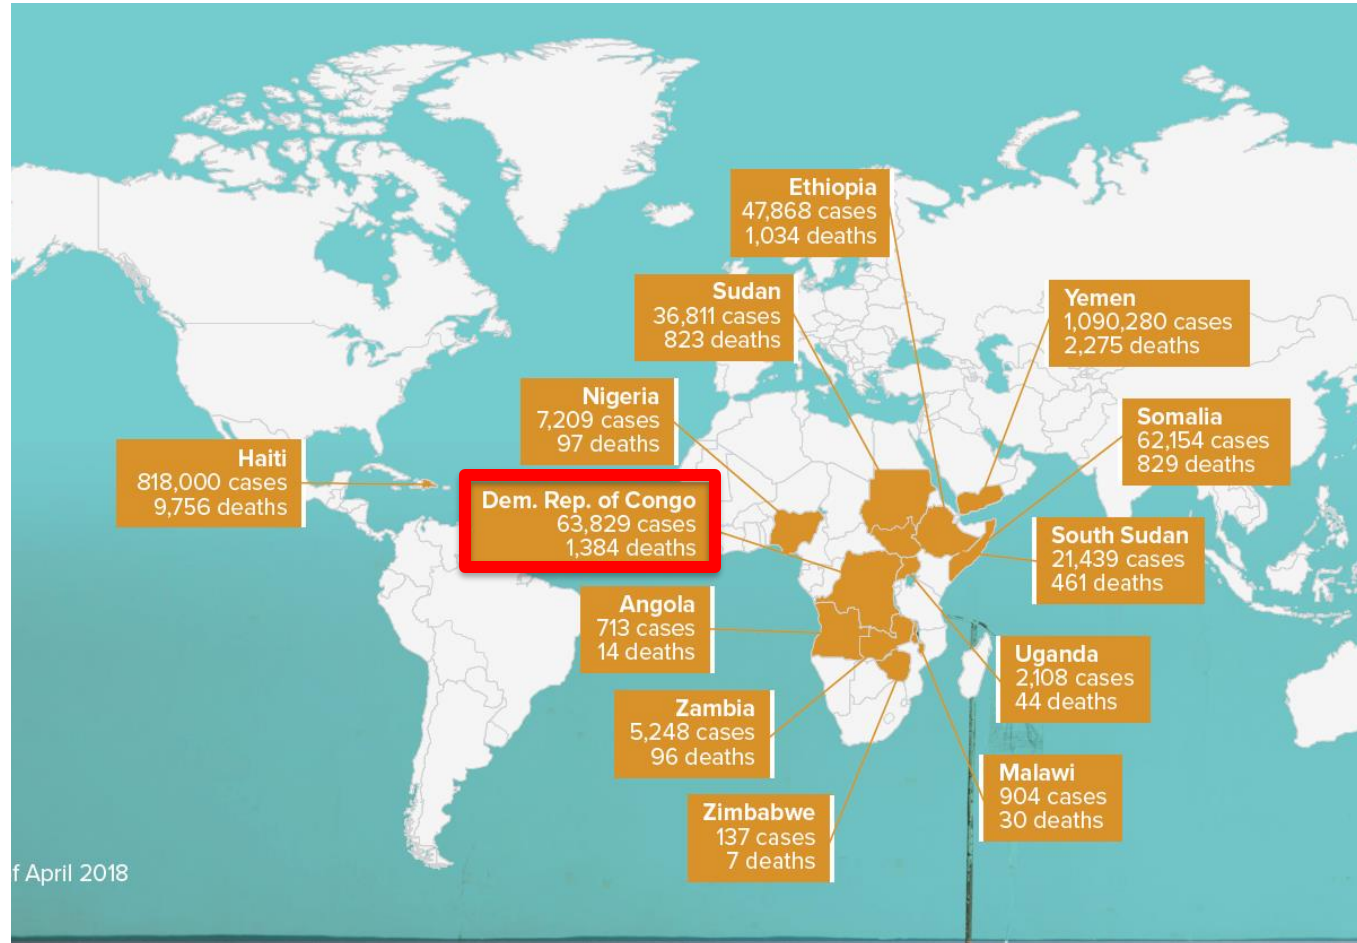 Ethiopia
47,868 cases
1,034 deaths
Sudan
36,811 cases
823 deaths
Yemen
1,090,280 cases
2,275 deaths
Nigeria
7,209 cases
97 deaths
Somalia
62,154 cases
829 deaths
Haiti
818,000 cases
9,756 deaths
Dem. Rep. of Congo
63,829 cases
1,384 deaths
South Sudan
21,439 cases
461 deaths
Angola
713 cases
14 deaths
Uganda
2,108 cases
44 deaths
Zambia
5,248 cases
96 deaths
Malawi
904 cases
30 deaths
Zimbabwe
137 cases
7 deaths
f April 2018